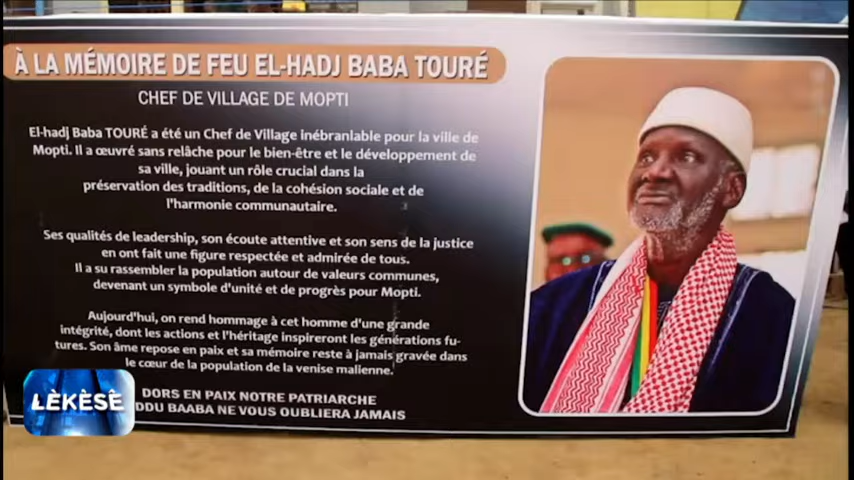 À LA MÉMOIRE DE FEU EL-HADJ BABA TOURÉ
CHEF DE VILLAGE DE MOPTI
El-hadj Baba TOURÉ a été un Chef de Village inébranlable pour la ville de
Mopti. Il a œuvré sans relâche pour le bien-être et le développement de
sa ville, jouant un rôle crucial dans la
préservation des traditions, de la cohésion sociale et de
l'harmonie communautaire.
Ses qualités de leadership, son écoute attentive et son sens de la justice
en ont fait une figure respectée et admirée de tous.
Il a su rassembler la population autour de valeurs communes,
devenant un symbole d'unité et de progrès pour Mopti.
Aujourd'hui, on rend hommage à cet homme d'une grande
intégrité, dont les actions et l'héritage inspireront les générations fu-
tures. Son âme repose en paix et sa mémoire reste à jamais gravée dans
le cœur de la population de la venise malienne.
DORS EN PAIX NOTRE PATRIARCHE
BAABA NE VOUS OUBLIERA JAMAIS
LÈKÈSÈ